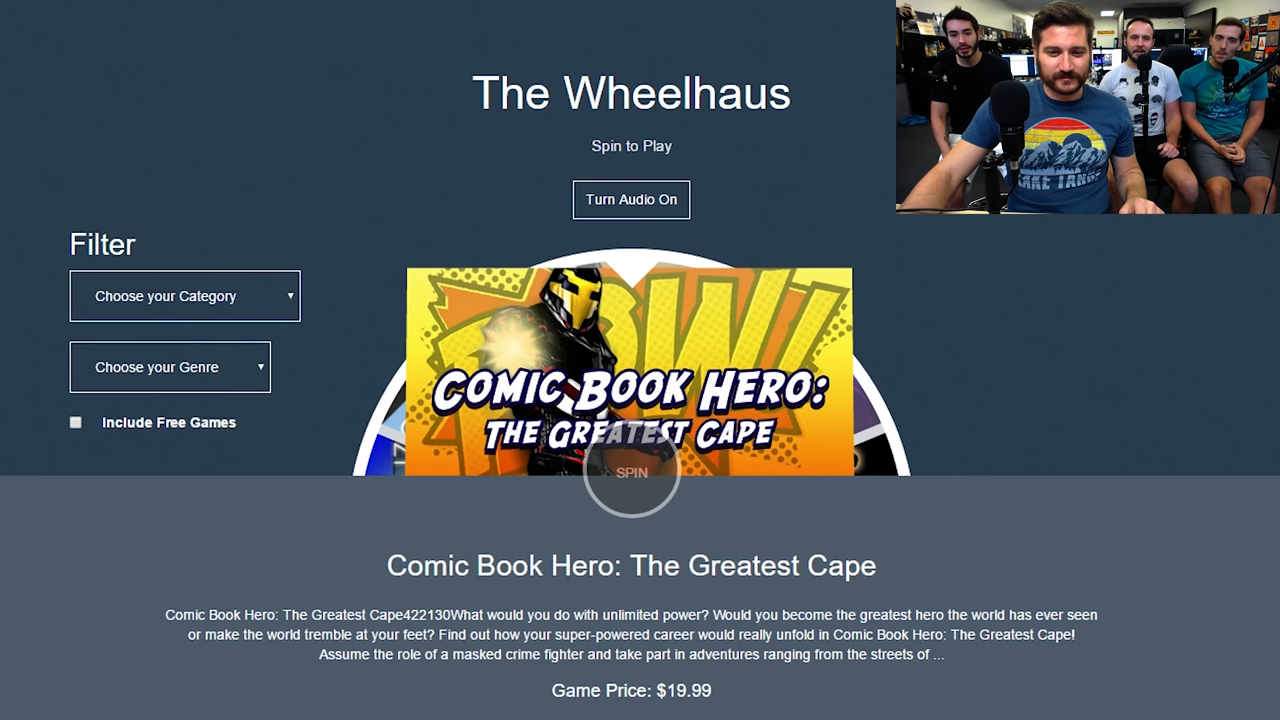 The Wheelhaus
Spin to Play
Turn Audio On
LAKE TAHO
Filter
Choose your Category
Choose your Genre
Include Free Games
POW!
COMIC BOOK HERO:
THE GREATEST CAPE
SPIN
Comic Book Hero: The Greatest Cape
Comic Book Hero: The Greatest Cape422130What would you do with unlimited power? Would you become the greatest hero the world has ever seen
or make the world tremble at your feet? Find out how your super-powered career would really unfold in Comic Book Hero: The Greatest Cape!
Assume the role of a masked crime fighter and take part in adventures ranging from the streets of ...
Game Price: $19.99